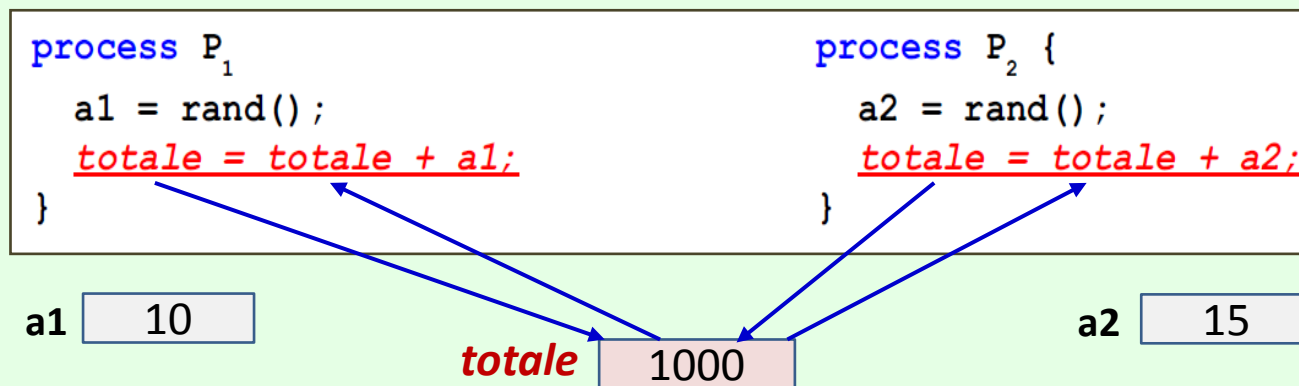 process P₁
a1 = rand();
totale = totale + a1;
}
process P₂ {
a2 = rand();
totale = totale + a2;
}
a1 10
totale 1000
a2 15